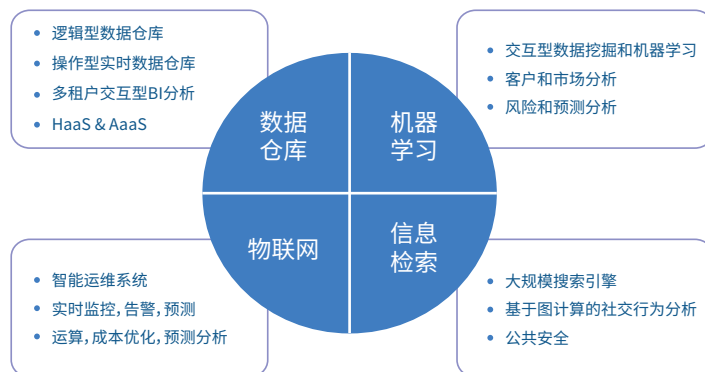 逻辑型数据仓库
操作型实时数据仓库
多租户交互型BI分析
HaaS & AaaS
交互型数据挖掘和机器学习
客户和市场分析
风险和预测分析
数据
仓库
机器
学习
物联网
信息
检索
智能运维系统
实时监控,告警,预测
运算,成本优化,预测分析
大规模搜索引擎
基于图计算的社交行为分析
公共安全